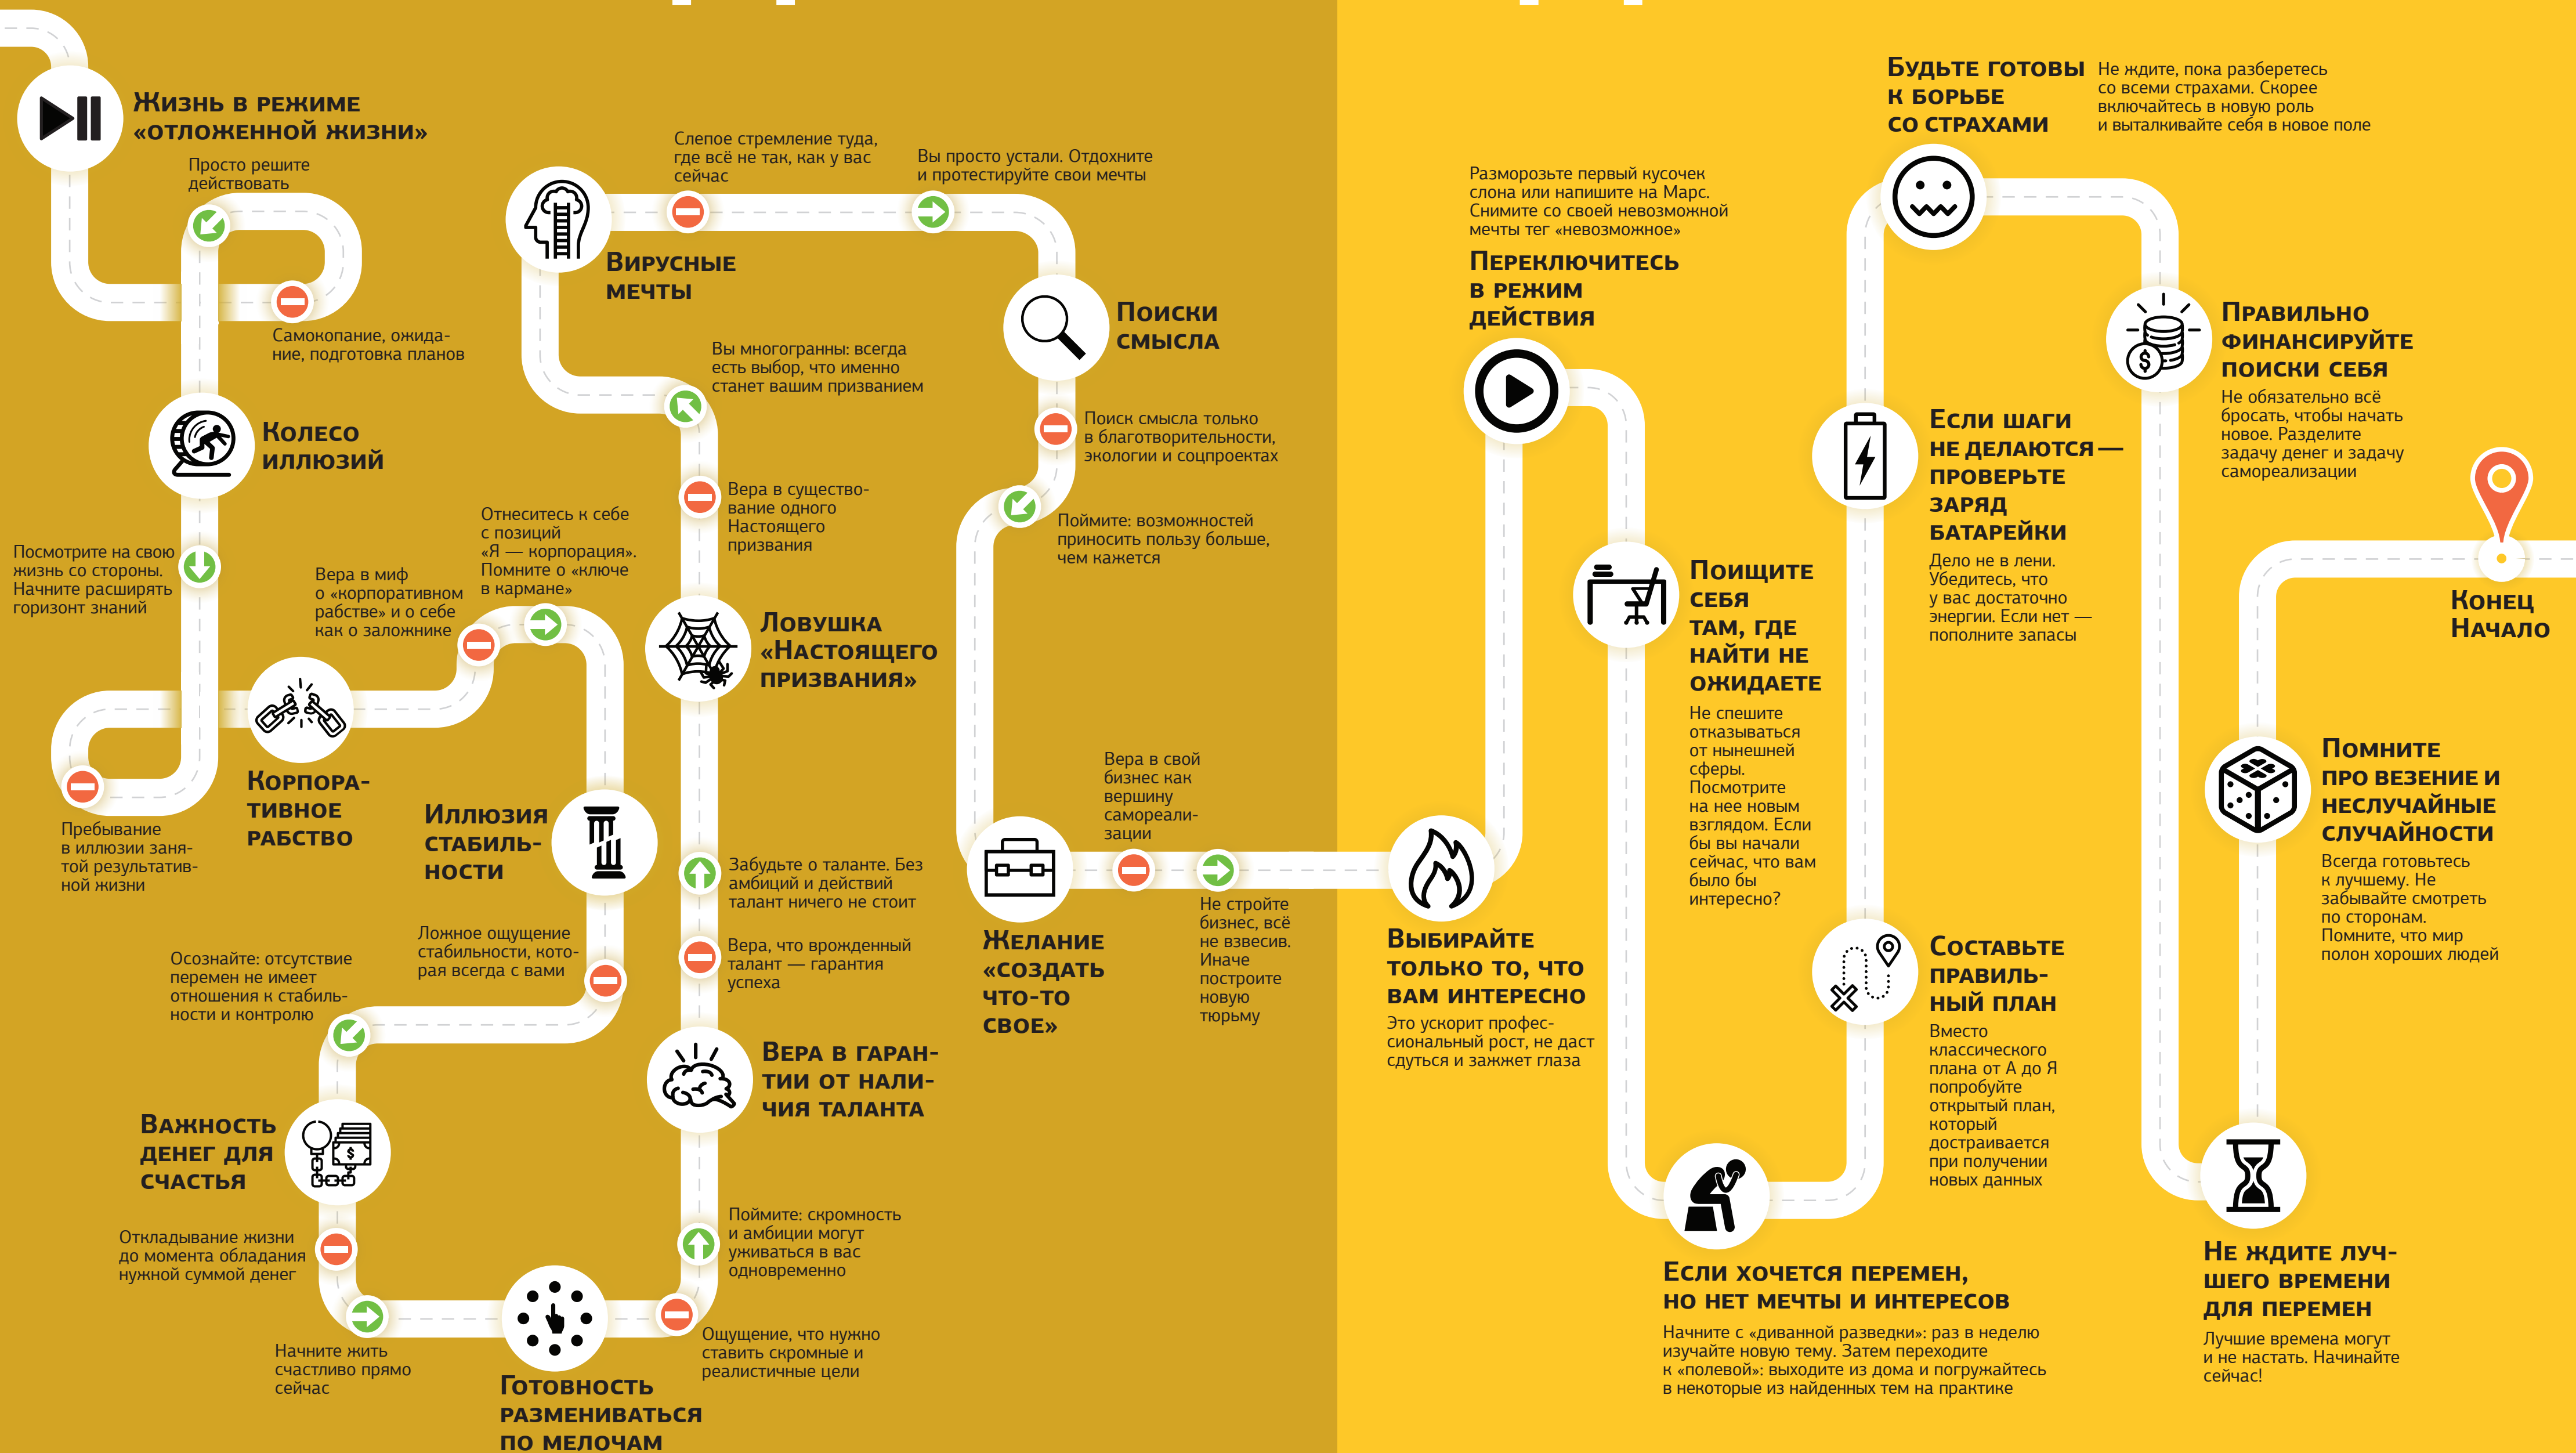 Жизнь в режиме
«отложенной жизни»
Просто решите
действовать
Самокопание, ожида-
ние, подготовка планов
Колесо
иллюзий
Посмотрите на свою
жизнь со стороны.
Начните расширять
горизонт знаний
Пребывание
в иллюзии заня-
той результатив-
ной жизни
Корпора-
тивное
рабство
Вера в миф
о «корпоративном
рабстве» и о себе
как о заложнике
Отнеситесь к себе
с позиций
«Я — корпорация».
Помните о «ключе
в кармане»
Иллюзия
стабиль-
ности
Ложное ощущение
стабильности, кото-
рая всегда с вами
Осознайте: отсутствие
перемен не имеет
отношения к стабиль-
ности и контролю
Важность
денег для
счастья
Откладывание жизни
до момента обладания
нужной суммой денег
Начните жить
счастливо прямо
сейчас
Готовность
размениваться
по мелочам
Ощущение, что нужно
ставить скромные и
реалистичные цели
Поймите: скромность
и амбиции могут
уживаться в вас
одновременно
Вера в гаран-
тии от нали-
чия таланта
Вера, что врожденный
талант — гарантия
успеха
Забудьте о таланте. Без
амбиций и действий
талант ничего не стоит
Ловушка
«Настоящего
призвания»
Вера в существо-
вание одного
Настоящего
призвания
Вы многогранны: всегда
есть выбор, что именно
станет вашим призванием
Вирусные
мечты
Слепое стремление туда,
где всё не так, как у вас
сейчас
Вы просто устали. Отдохните
и протестируйте свои мечты
Поиски
смысла
Поиск смысла только
в благотворительности,
экологии и соцпроектах
Поймите: возможностей
приносить пользу больше,
чем кажется
Желание
«создать
что-то
свое»
Вера в свой
бизнес как
вершину
самореали-
зации
Не стройте
бизнес, всё
не взвесив.
Иначе
построите
новую
тюрьму
Выбирайте
только то, что
вам интересно
Это ускорит профес-
сиональный рост, не даст
сдуться и зажжет глаза
Разморозьте первый кусочек
слона или напишите на Марс.
Снимите со своей невозможной
мечты тег «невозможное»
Переключитесь
в режим
действия
Поищите
себя
там, где
найти не
ожидаете
Не спешите
отказываться
от нынешней
сферы.
Посмотрите
на нее новым
взглядом. Если
бы вы начали
сейчас, что вам
было бы
интересно?
Если хочется перемен,
но нет мечты и интересов
Начните с «диванной разведки»: раз в неделю
изучайте новую тему. Затем переходите
к «полевой»: выходите из дома и погружайтесь
в некоторые из найденных тем на практике
Составьте
правиль-
ный план
Вместо
классического
плана от А до Я
попробуйте
открытый план,
который
достраивается
при получении
новых данных
Если шаги
не делаются —
проверьте
заряд
батарейки
Дело не в лени.
Убедитесь, что
у вас достаточно
энергии. Если нет —
пополните запасы
Будьте готовы
к борьбе
со страхами
Не ждите, пока разберетесь
со всеми страхами. Скорее
включайтесь в новую роль
и выталкивайте себя в новое поле
Правильно
финансируйте
поиски себя
Не обязательно всё
бросать, чтобы начать
новое. Разделите
задачу денег и задачу
самореализации
Не ждите луч-
шего времени
для перемен
Лучшие времена могут
и не настать. Начинайте
сейчас!
Помните
про везение и
неслучайные
случайности
Всегда готовьтесь
к лучшему. Не
забывайте смотреть
по сторонам.
Помните, что мир
полон хороших людей
Конец
Начало